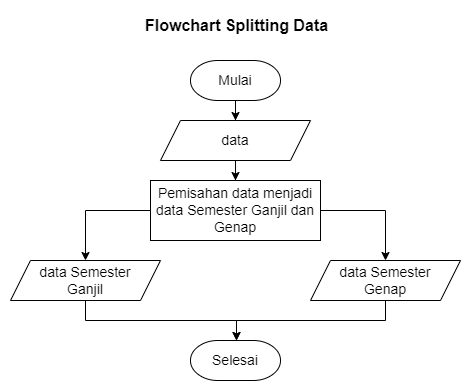 Flowchart Splitting Data
Mulai
data
Pemisahan data menjadi
data Semester Ganjil dan
Genap
data Semester
Ganjil
data Semester
Genap
Selesai